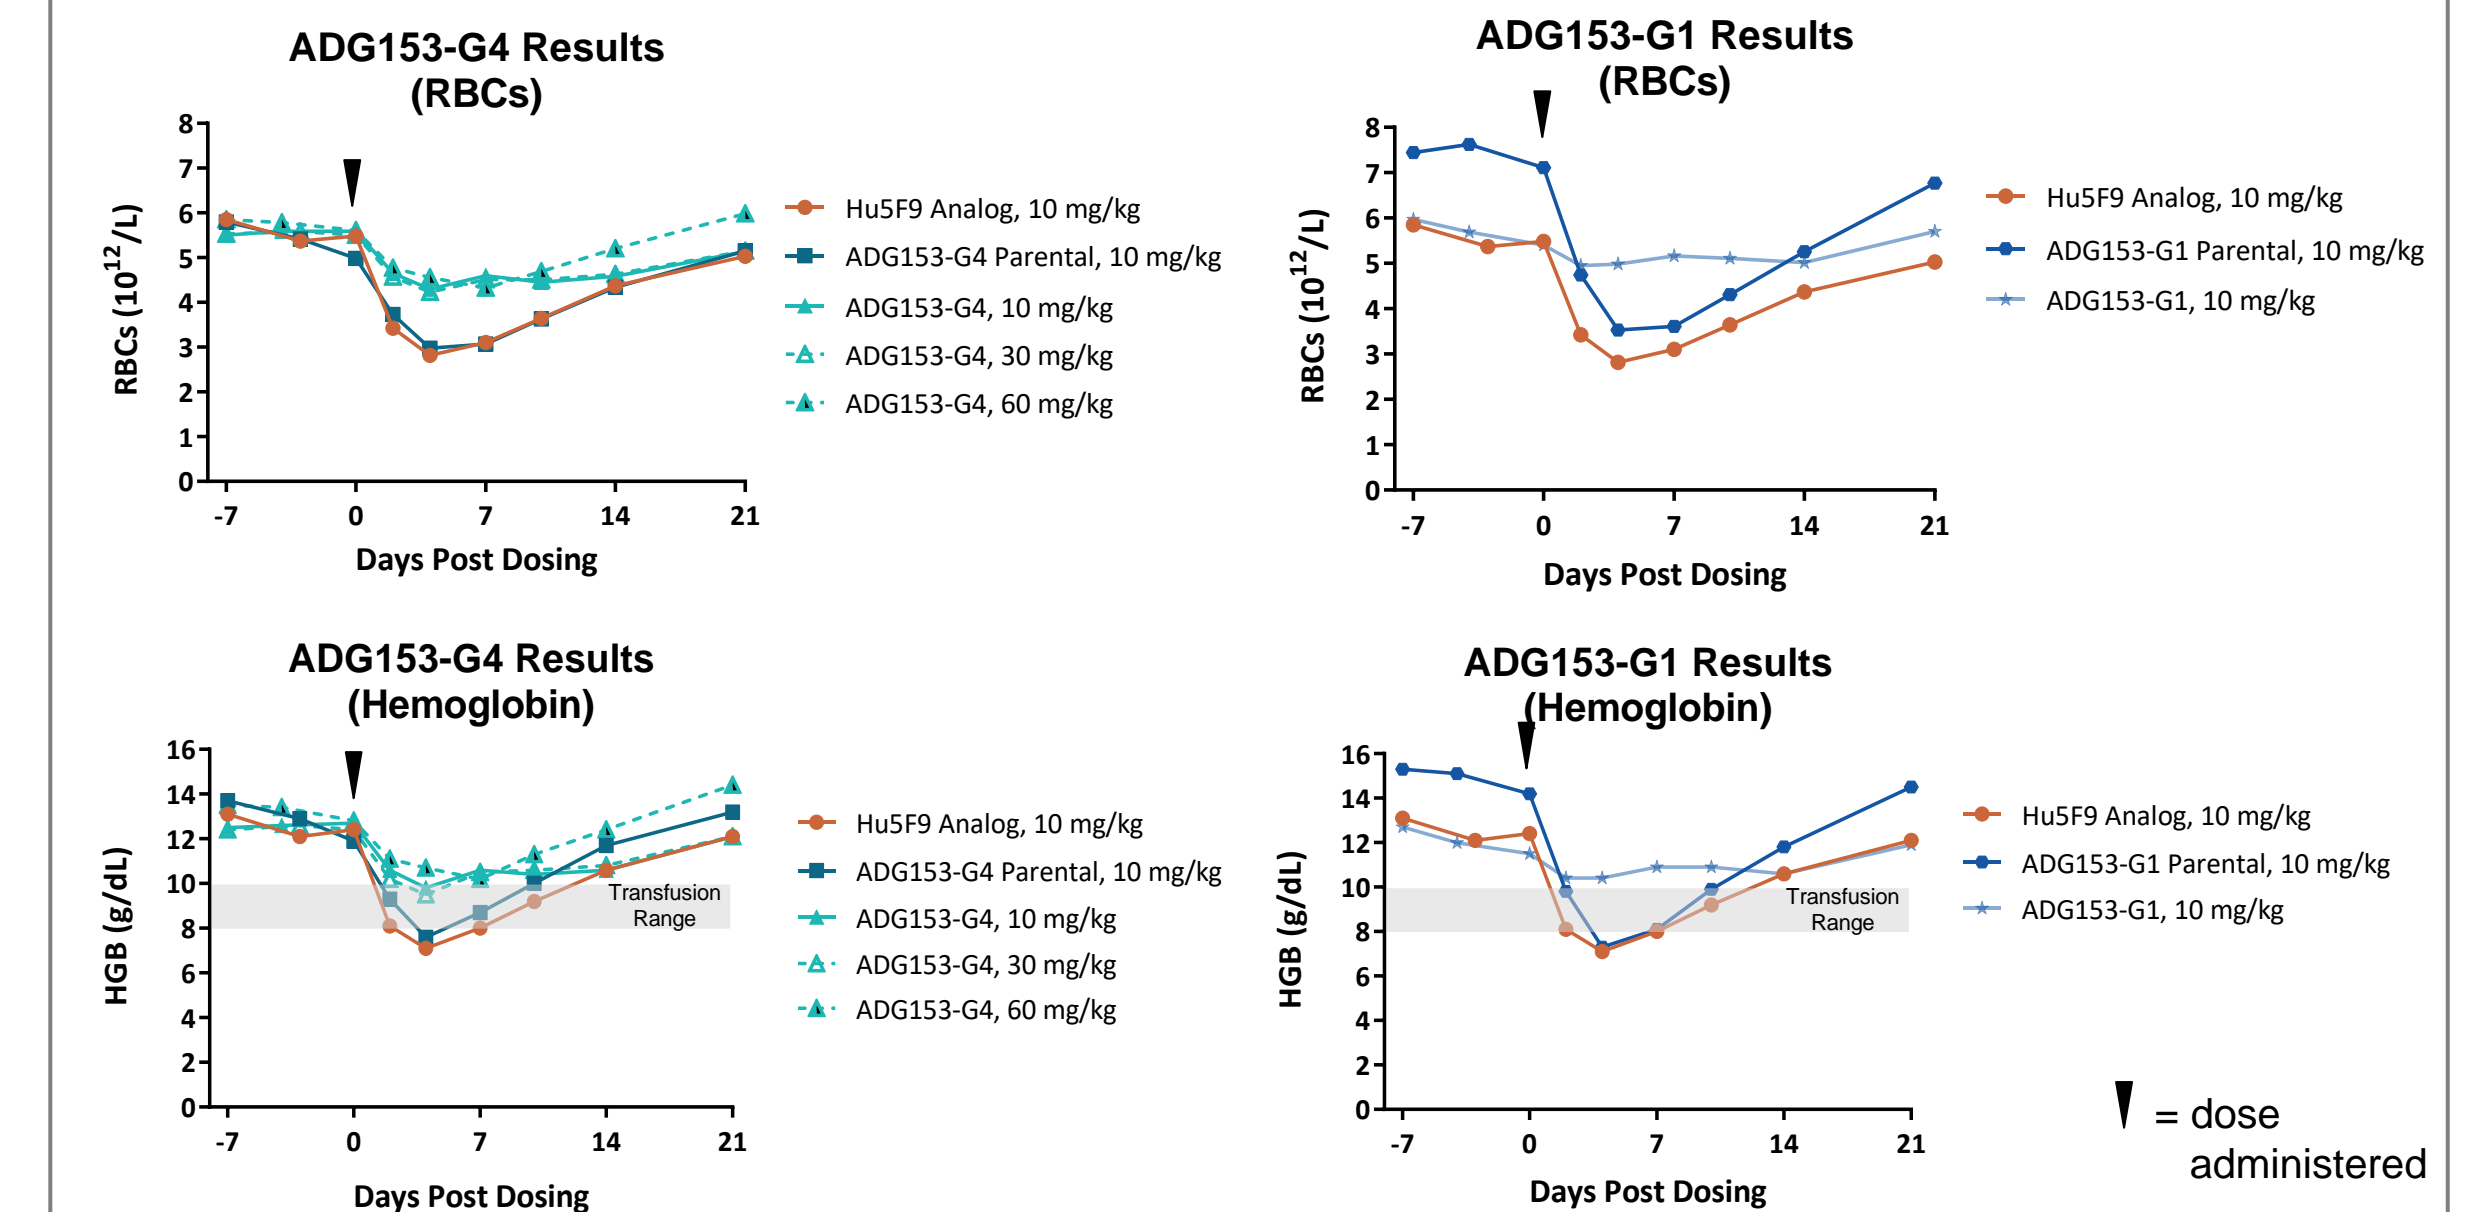 ADG153-G4 Results
(RBCs)
8
7
6
5
4
3
2
1
0
RBCs (10^12/L)
-7 0 7 14 21
Days Post Dosing
Hu5F9 Analog, 10 mg/kg
ADG153-G4 Parental, 10 mg/kg
ADG153-G4, 10 mg/kg
ADG153-G4, 30 mg/kg
ADG153-G4, 60 mg/kg
ADG153-G1 Results
(RBCs)
8
7
6
5
4
3
2
1
0
RBCs (10^12/L)
-7 0 7 14 21
Days Post Dosing
Hu5F9 Analog, 10 mg/kg
ADG153-G1 Parental, 10 mg/kg
ADG153-G1, 10 mg/kg
ADG153-G4 Results
(Hemoglobin)
16
14
12
10
8
6
4
2
0
HGB (g/dL)
Transfusion
Range
-7 0 7 14 21
Days Post Dosing
Hu5F9 Analog, 10 mg/kg
ADG153-G4 Parental, 10 mg/kg
ADG153-G4, 10 mg/kg
ADG153-G4, 30 mg/kg
ADG153-G4, 60 mg/kg
ADG153-G1 Results
(Hemoglobin)
16
14
12
10
8
6
4
2
0
HGB (g/dL)
Transfusion
Range
-7 0 7 14 21
Days Post Dosing
Hu5F9 Analog, 10 mg/kg
ADG153-G1 Parental, 10 mg/kg
ADG153-G1, 10 mg/kg
= dose
administered